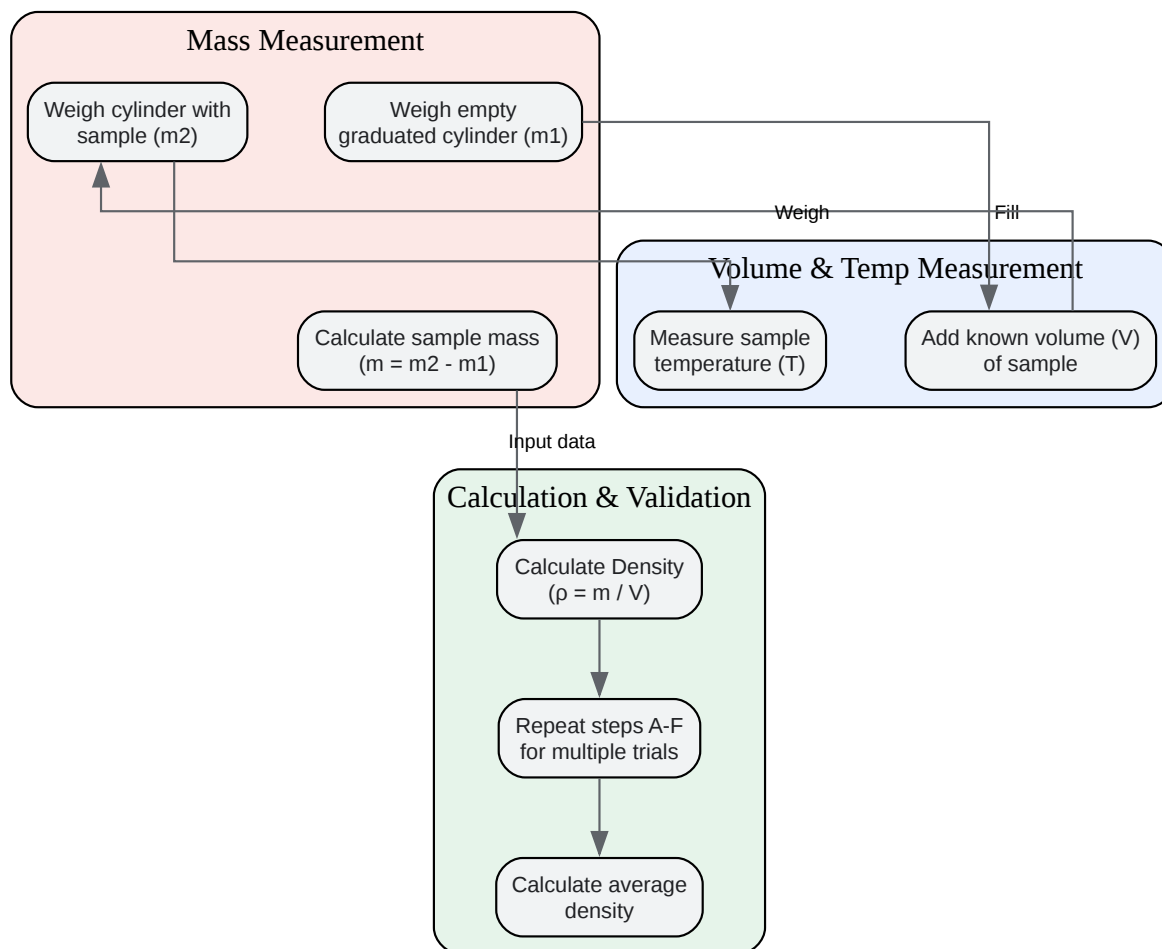 Mass Measurement
Weigh cylinder with
sample (m2)
Weigh empty
graduated cylinder (m1)
Weigh
Fill
Volume & Temp Measurement
Calculate sample mass
(m = m2 - m1)
Measure sample
temperature (T)
Add known volume (V)
of sample
Input data
Calculation & Validation
Calculate Density
(ρ = m / V)
Repeat steps A-F
for multiple trials
Calculate average
density